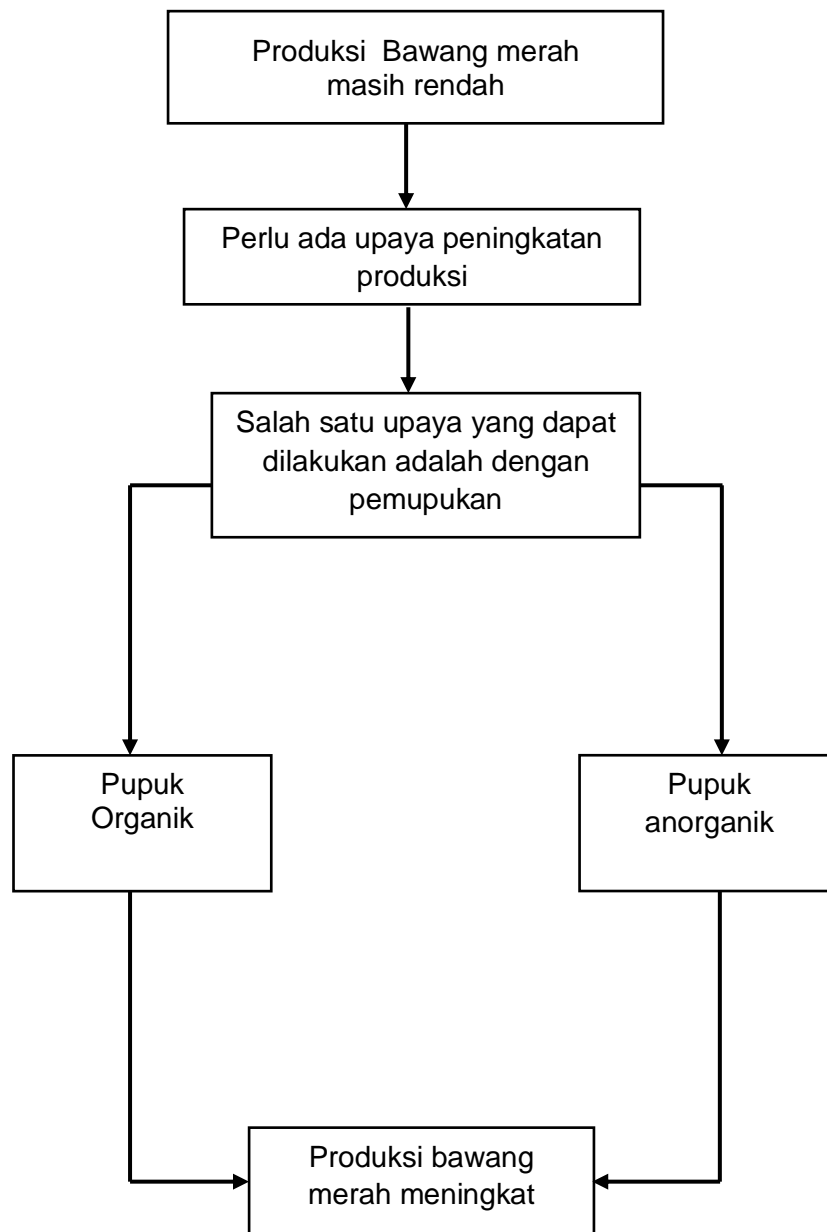 Produksi  Bawang merah
masih rendah
Perlu ada upaya peningkatan
produksi
Salah satu upaya yang dapat
dilakukan adalah dengan
pemupukan
Pupuk
Organik
Pupuk
anorganik
Produksi bawang
merah meningkat